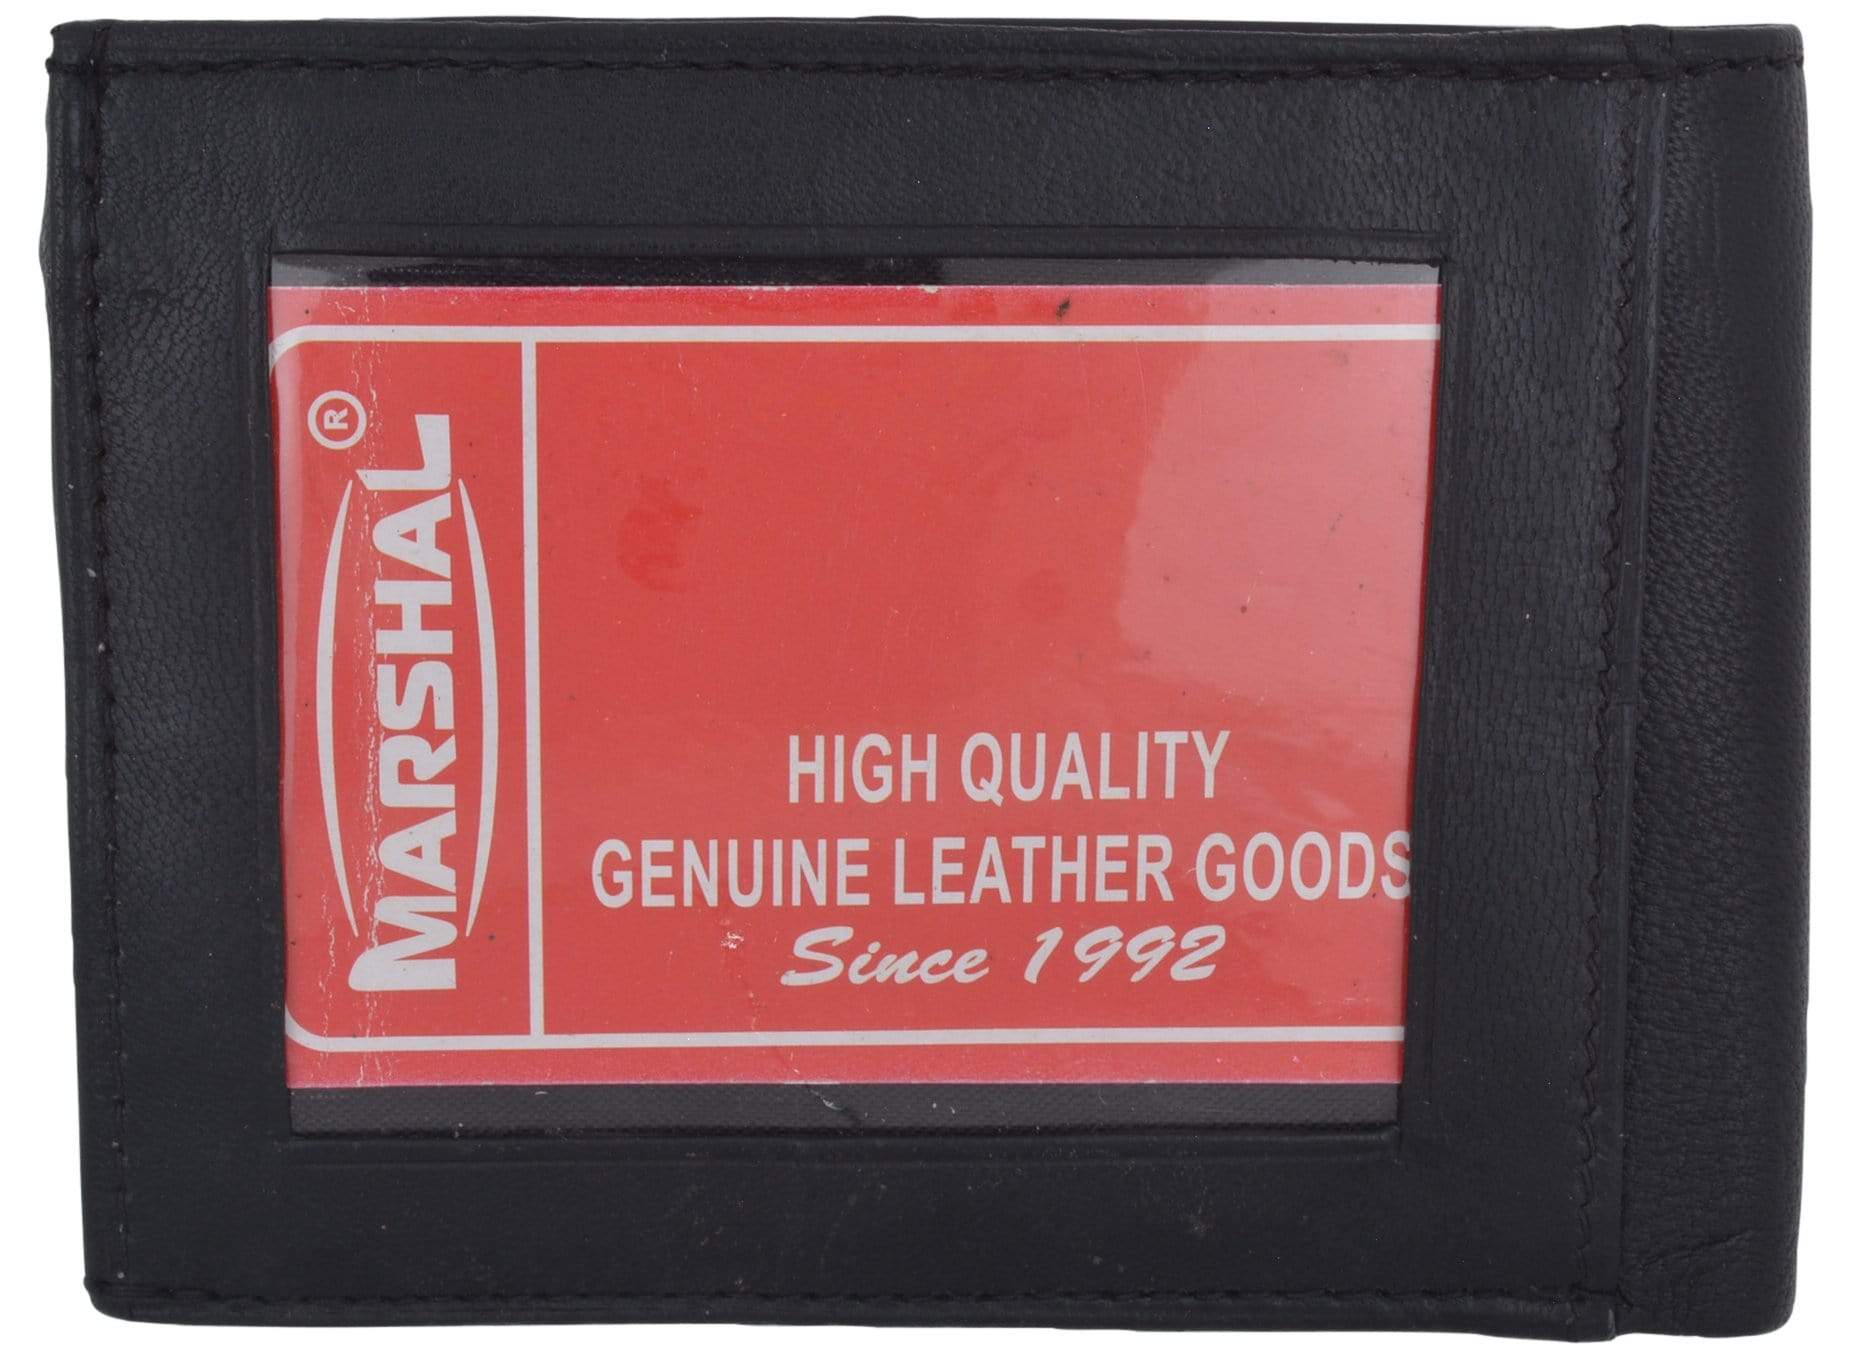 MARSHAL®
HIGH QUALITY
GENUINE LEATHER GOODS
Since 1992